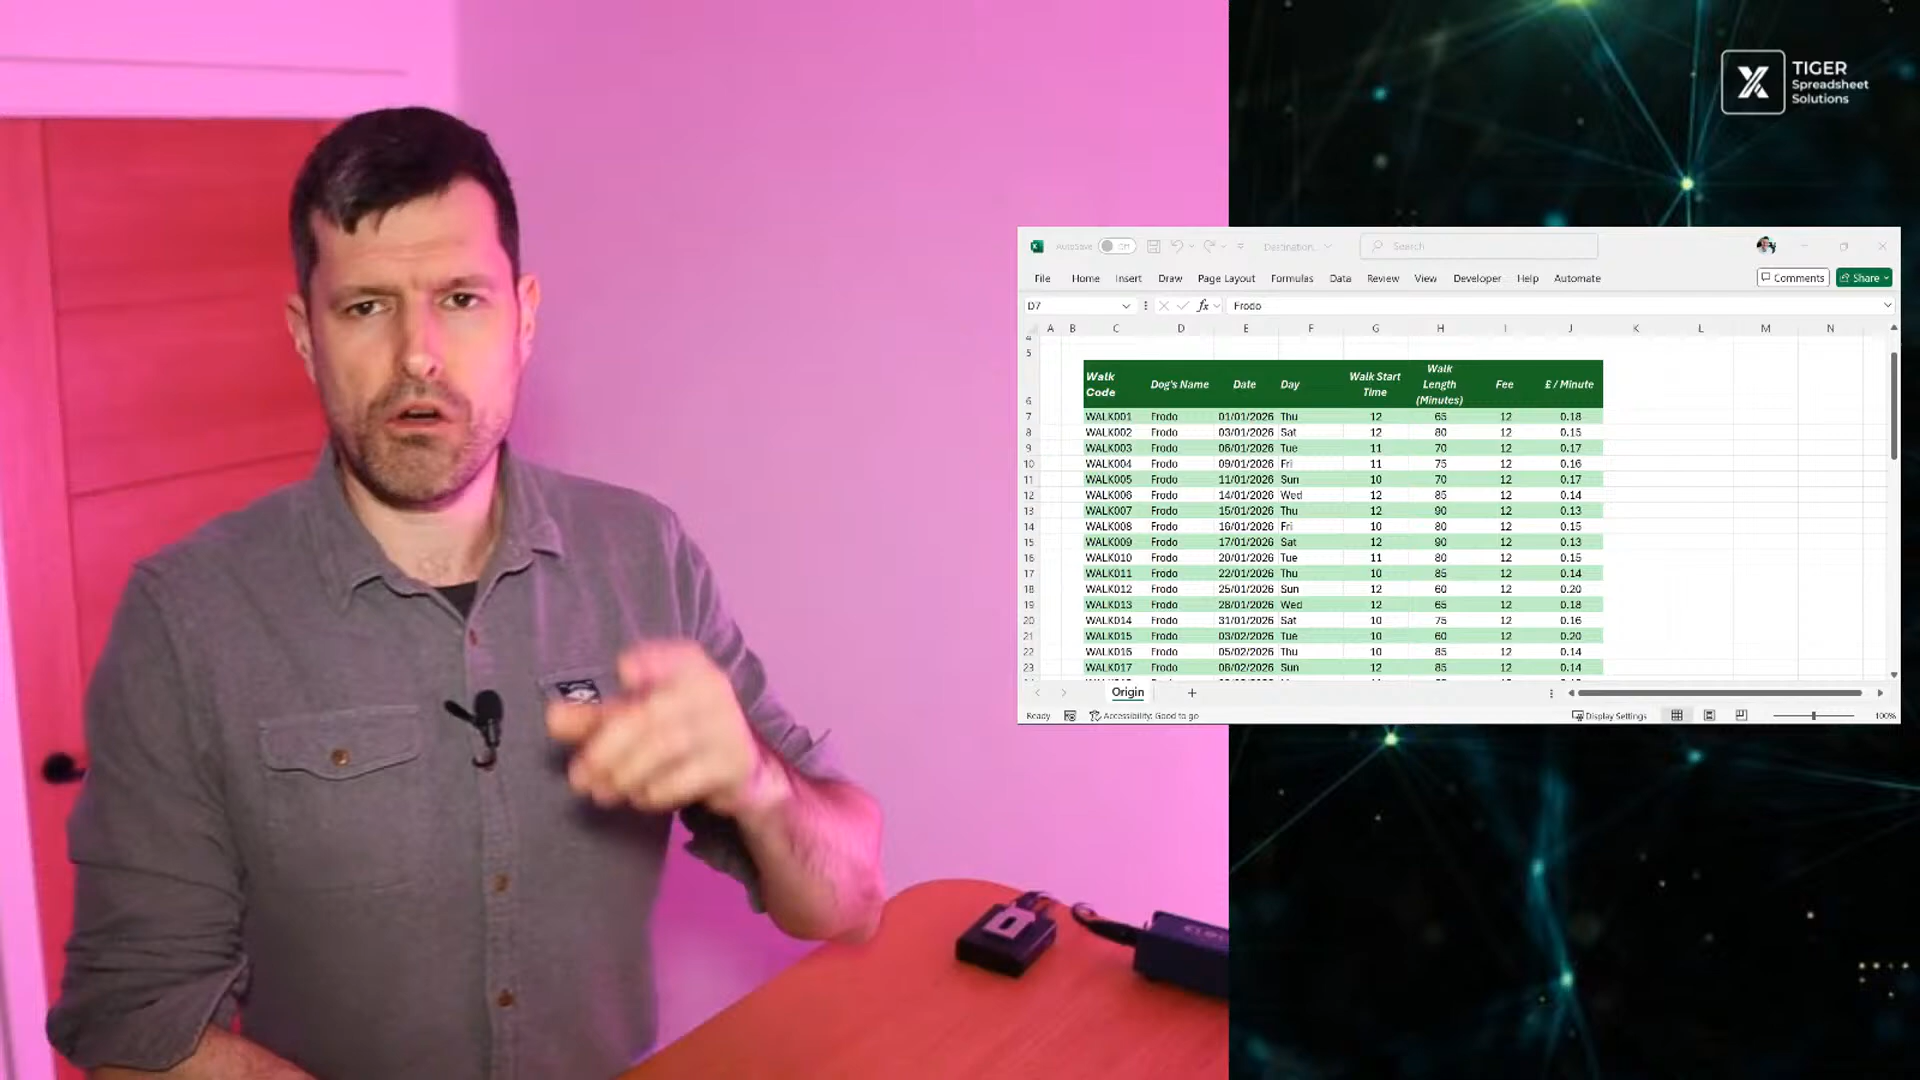 TIGER
Spreadsheet
Solutions
AutoSave Off Destination... Search
File Home Insert Draw Page Layout Formulas Data Review View Developer Help Automate Comments Share
D7 fx Frodo
A B C D E F G H I J K L M N
4
5
6 Walk Code Dog's Name Date Day Walk Start Time Walk Length (Minutes) Fee £ / Minute
7 WALK001 Frodo 01/01/2026 Thu 12 65 12 0.18
8 WALK002 Frodo 03/01/2026 Sat 12 80 12 0.15
9 WALK003 Frodo 06/01/2026 Tue 11 70 12 0.17
10 WALK004 Frodo 09/01/2026 Fri 11 75 12 0.16
11 WALK005 Frodo 11/01/2026 Sun 10 70 12 0.17
12 WALK006 Frodo 14/01/2026 Wed 12 85 12 0.14
13 WALK007 Frodo 15/01/2026 Thu 12 90 12 0.13
14 WALK008 Frodo 16/01/2026 Fri 10 80 12 0.15
15 WALK009 Frodo 17/01/2026 Sat 12 90 12 0.13
16 WALK010 Frodo 20/01/2026 Tue 11 80 12 0.15
17 WALK011 Frodo 22/01/2026 Thu 10 85 12 0.14
18 WALK012 Frodo 25/01/2026 Sun 12 60 12 0.20
19 WALK013 Frodo 28/01/2026 Wed 12 65 12 0.18
20 WALK014 Frodo 31/01/2026 Sat 10 75 12 0.16
21 WALK015 Frodo 03/02/2026 Tue 10 60 12 0.20
22 WALK016 Frodo 05/02/2026 Thu 10 85 12 0.14
23 WALK017 Frodo 08/02/2026 Sun 12 85 12 0.14
Origin
Ready Accessibility: Good to go Display Settings 100%